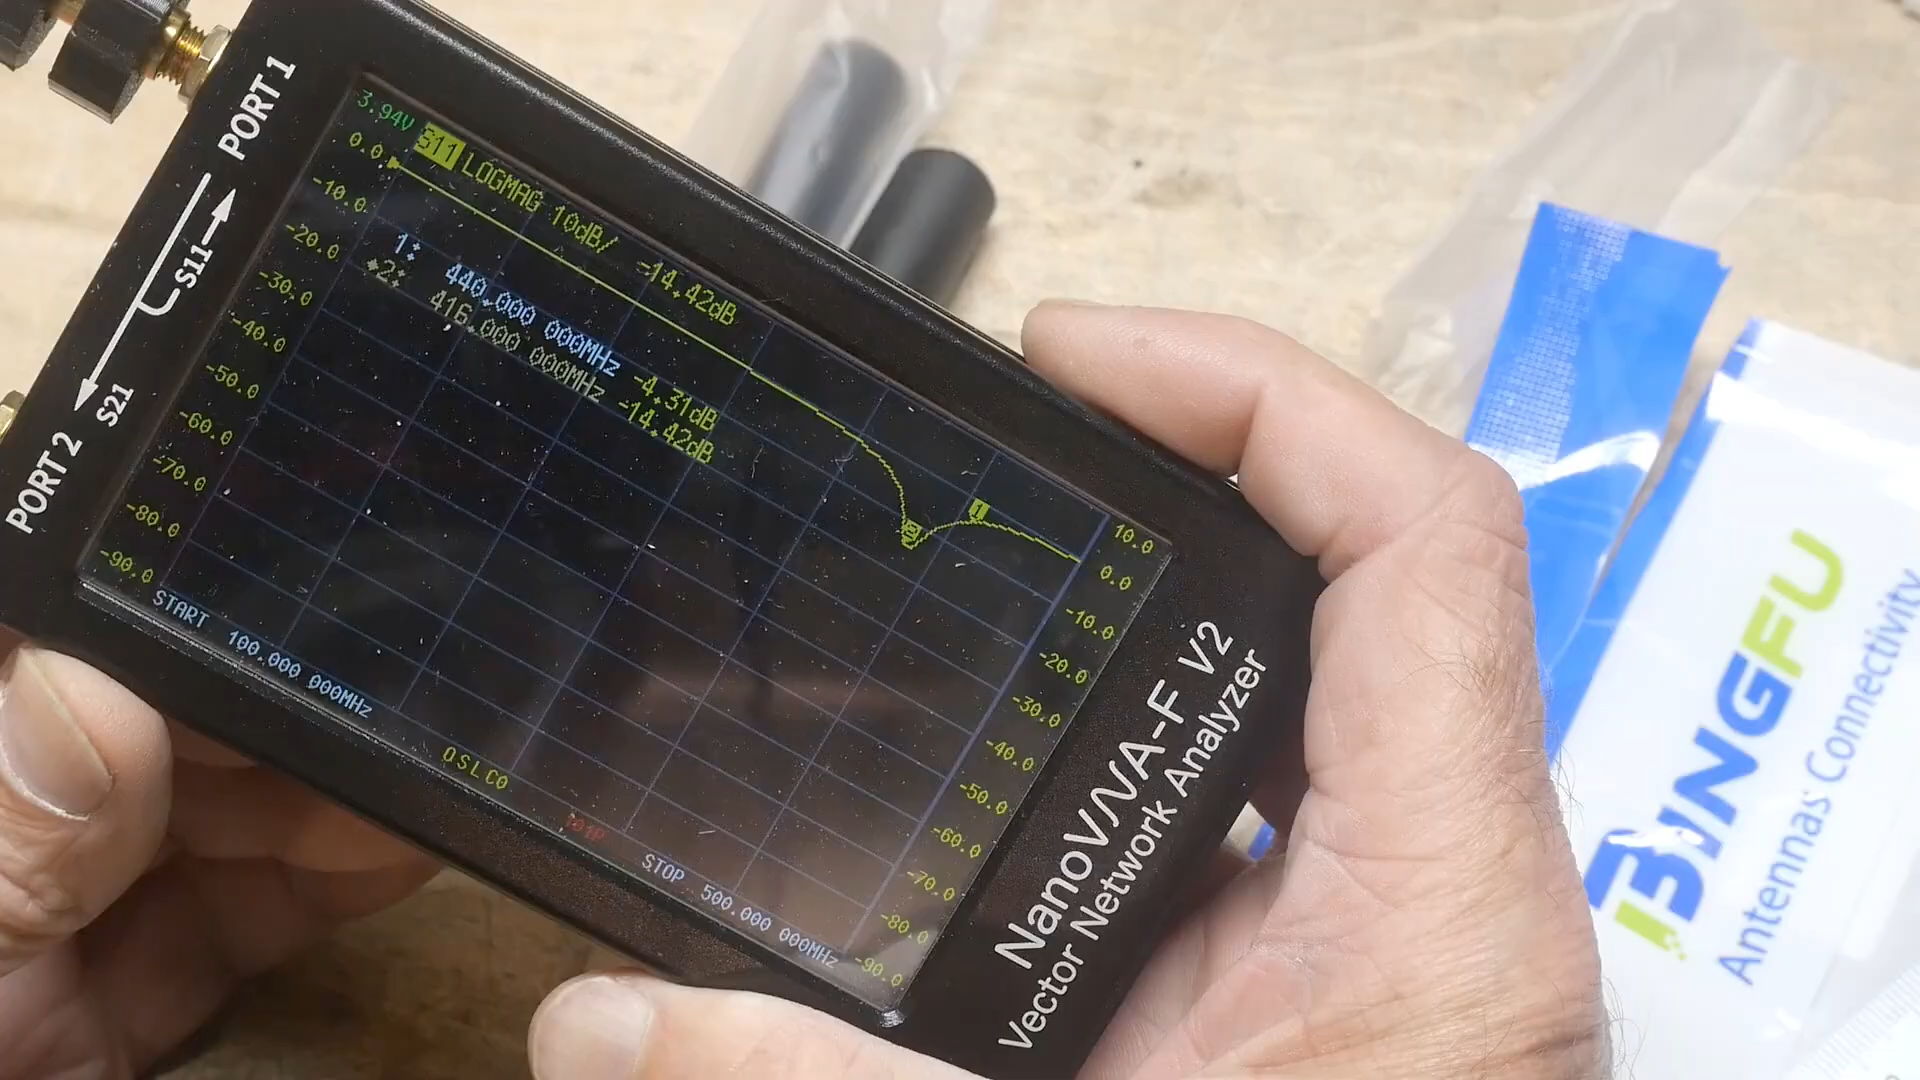 PORT 1
S11
S21
PORT 2
3.94V
S11 LOGMAG 10dB/ -14.42dB
1: 440.000 000MHz -4.31dB
2: 416.000 000MHz -14.42dB
0.0
-10.0
-20.0
-30.0
-40.0
-50.0
-60.0
-70.0
-80.0
-90.0
2
1
10.0
0.0
-10.0
-20.0
-30.0
-40.0
-50.0
-60.0
-70.0
-80.0
-90.0
START 100.000 000MHz
OSLC0
101P
STOP 500.000 000MHz
NanoVNA-F V2
Vector Network Analyzer
BINGFU
Antennas Connectivity